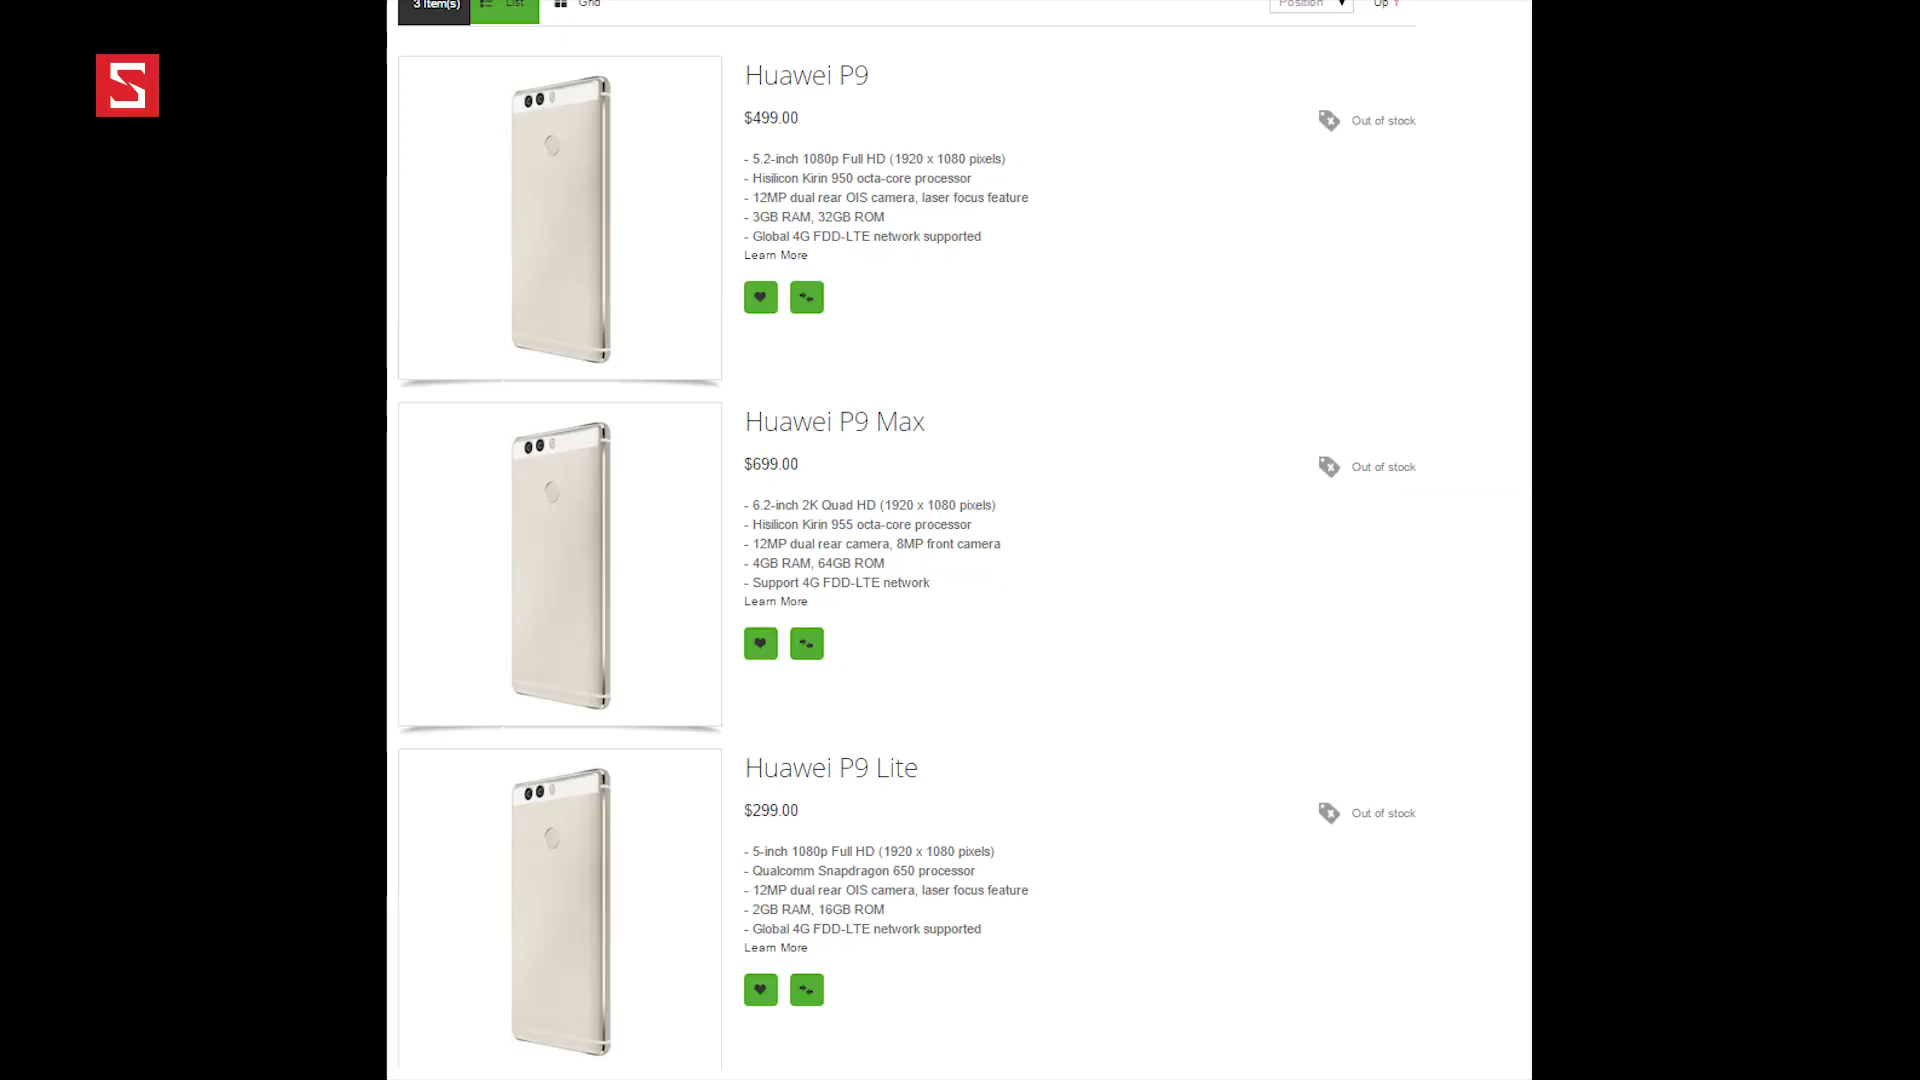 3 Item(s) List Grid Position Up
Huawei P9
$499.00
Out of stock
- 5.2-inch 1080p Full HD (1920 x 1080 pixels)
- Hisilicon Kirin 950 octa-core processor
- 12MP dual rear OIS camera, laser focus feature
- 3GB RAM, 32GB ROM
- Global 4G FDD-LTE network supported
Learn More
Huawei P9 Max
$699.00
Out of stock
- 6.2-inch 2K Quad HD (1920 x 1080 pixels)
- Hisilicon Kirin 955 octa-core processor
- 12MP dual rear camera, 8MP front camera
- 4GB RAM, 64GB ROM
- Support 4G FDD-LTE network
Learn More
Huawei P9 Lite
$299.00
Out of stock
- 5-inch 1080p Full HD (1920 x 1080 pixels)
- Qualcomm Snapdragon 650 processor
- 12MP dual rear OIS camera, laser focus feature
- 2GB RAM, 16GB ROM
- Global 4G FDD-LTE network supported
Learn More